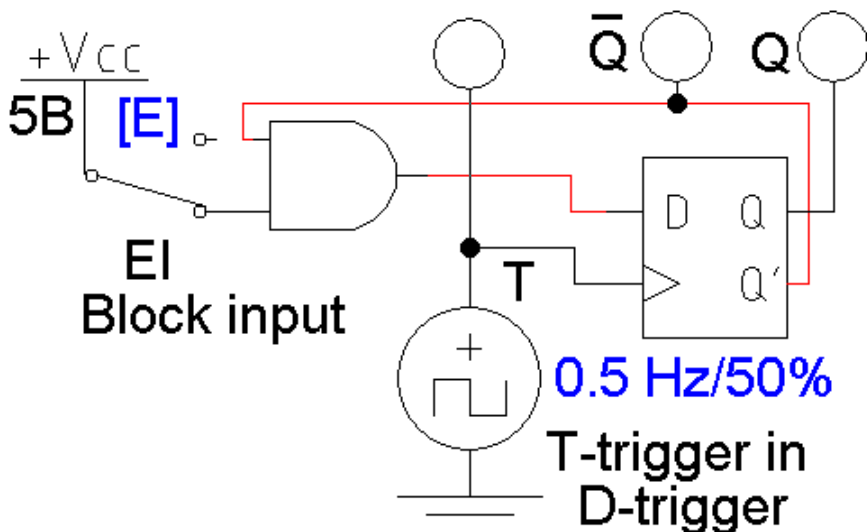 Q̅ Q
+Vcc
5B [E]
D Q
EI T Q'
Block input
0.5 Hz/50%
+
T-trigger in
D-trigger